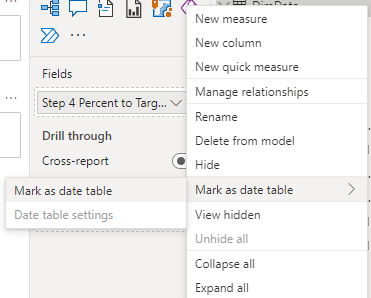 DimDate
New measure
New column
New quick measure
Manage relationships
Rename
Delete from model
Hide
Mark as date table
View hidden
Unhide all
Collapse all
Expand all
Fields
Step 4 Percent to Targ...
Drill through
Cross-report
Mark as date table
Date table settings